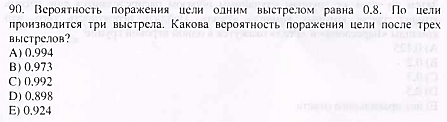 90. Вероятность поражения цели одним выстрелом равна 0.8. По цели
производится три выстрела. Какова вероятность поражения цели после трех
выстрелов?
A) 0.994
B) 0.973
C) 0.992
D) 0.898
E) 0.924